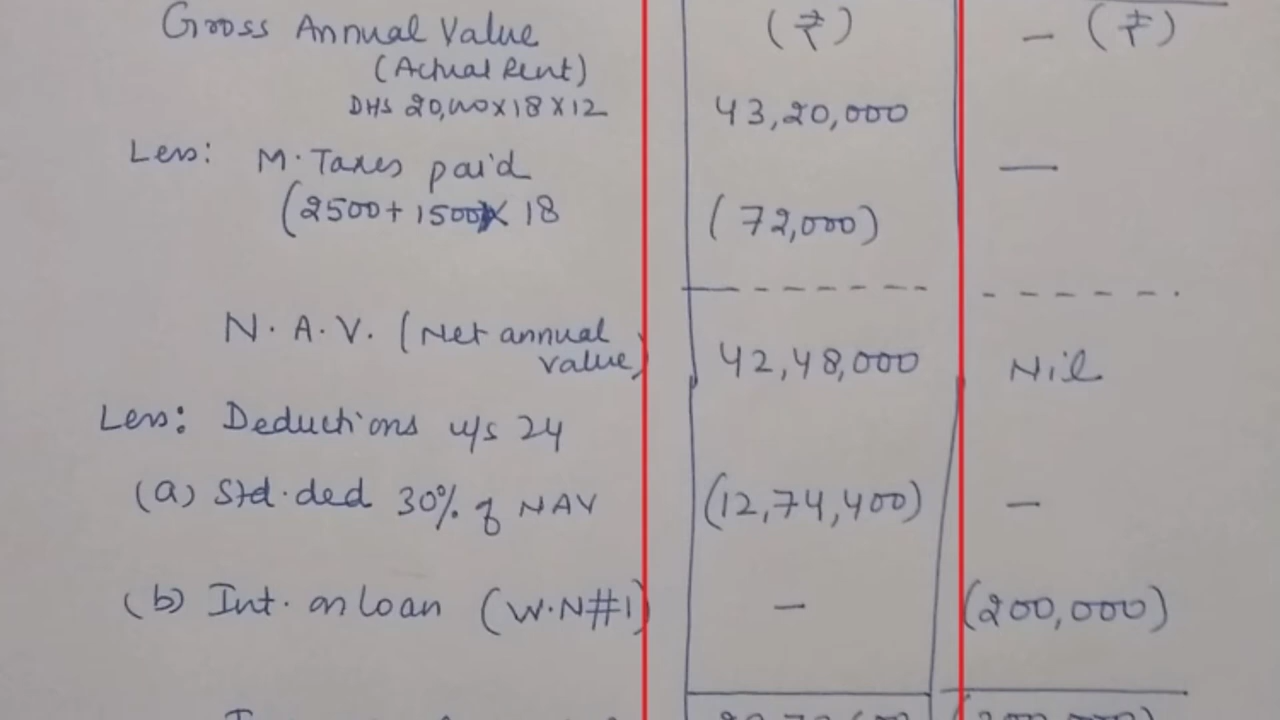 Gross Annual Value (₹) - (₹)
(Actual Rent)
DHS 20,000x18x12 43,20,000
Less: M.Taxes paid —
(2500+1500)x 18 (72,000)
N.A.V. (Net annual
value) 42,48,000 Nil
Less: Deductions u/s 24
(a) Std.ded 30% of NAV (12,74,400) —
(b) Int. on loan (W.N#1) — (200,000)